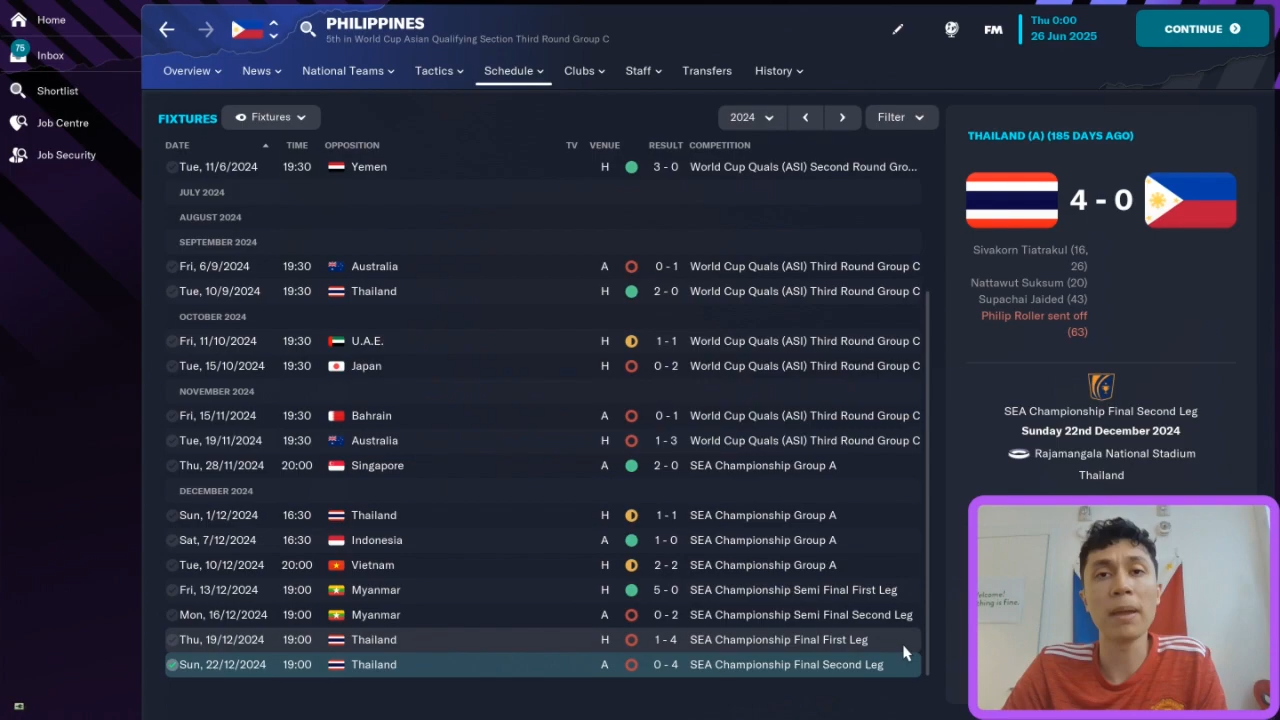 Home
75
Inbox
Shortlist
Job Centre
Job Security
PHILIPPINES
5th in World Cup Asian Qualifying Section Third Round Group C
FM
Thu 0:00
26 Jun 2025
CONTINUE
Overview News National Teams Tactics Schedule Clubs Staff Transfers History
FIXTURES Fixtures 2024 Filter
DATE TIME OPPOSITION TV VENUE RESULT COMPETITION
Tue, 11/6/2024 19:30 Yemen H 3 - 0 World Cup Quals (ASI) Second Round Gro...
JULY 2024
AUGUST 2024
SEPTEMBER 2024
Fri, 6/9/2024 19:30 Australia A 0 - 1 World Cup Quals (ASI) Third Round Group C
Tue, 10/9/2024 19:30 Thailand H 2 - 0 World Cup Quals (ASI) Third Round Group C
OCTOBER 2024
Fri, 11/10/2024 19:30 U.A.E. H 1 - 1 World Cup Quals (ASI) Third Round Group C
Tue, 15/10/2024 19:30 Japan H 0 - 2 World Cup Quals (ASI) Third Round Group C
NOVEMBER 2024
Fri, 15/11/2024 19:30 Bahrain A 0 - 1 World Cup Quals (ASI) Third Round Group C
Tue, 19/11/2024 19:30 Australia H 1 - 3 World Cup Quals (ASI) Third Round Group C
Thu, 28/11/2024 20:00 Singapore A 2 - 0 SEA Championship Group A
DECEMBER 2024
Sun, 1/12/2024 16:30 Thailand H 1 - 1 SEA Championship Group A
Sat, 7/12/2024 16:30 Indonesia A 1 - 0 SEA Championship Group A
Tue, 10/12/2024 20:00 Vietnam H 2 - 2 SEA Championship Group A
Fri, 13/12/2024 19:00 Myanmar H 5 - 0 SEA Championship Semi Final First Leg
Mon, 16/12/2024 19:00 Myanmar A 0 - 2 SEA Championship Semi Final Second Leg
Thu, 19/12/2024 19:00 Thailand H 1 - 4 SEA Championship Final First Leg
Sun, 22/12/2024 19:00 Thailand A 0 - 4 SEA Championship Final Second Leg
THAILAND (A) (185 DAYS AGO)
4 - 0
Sivakorn Tiatrakul (16,
26)
Nattawut Suksum (20)
Supachai Jaided (43)
Philip Roller sent off
(63)
SEA Championship Final Second Leg
Sunday 22nd December 2024
Rajamangala National Stadium
Thailand
is Fine.